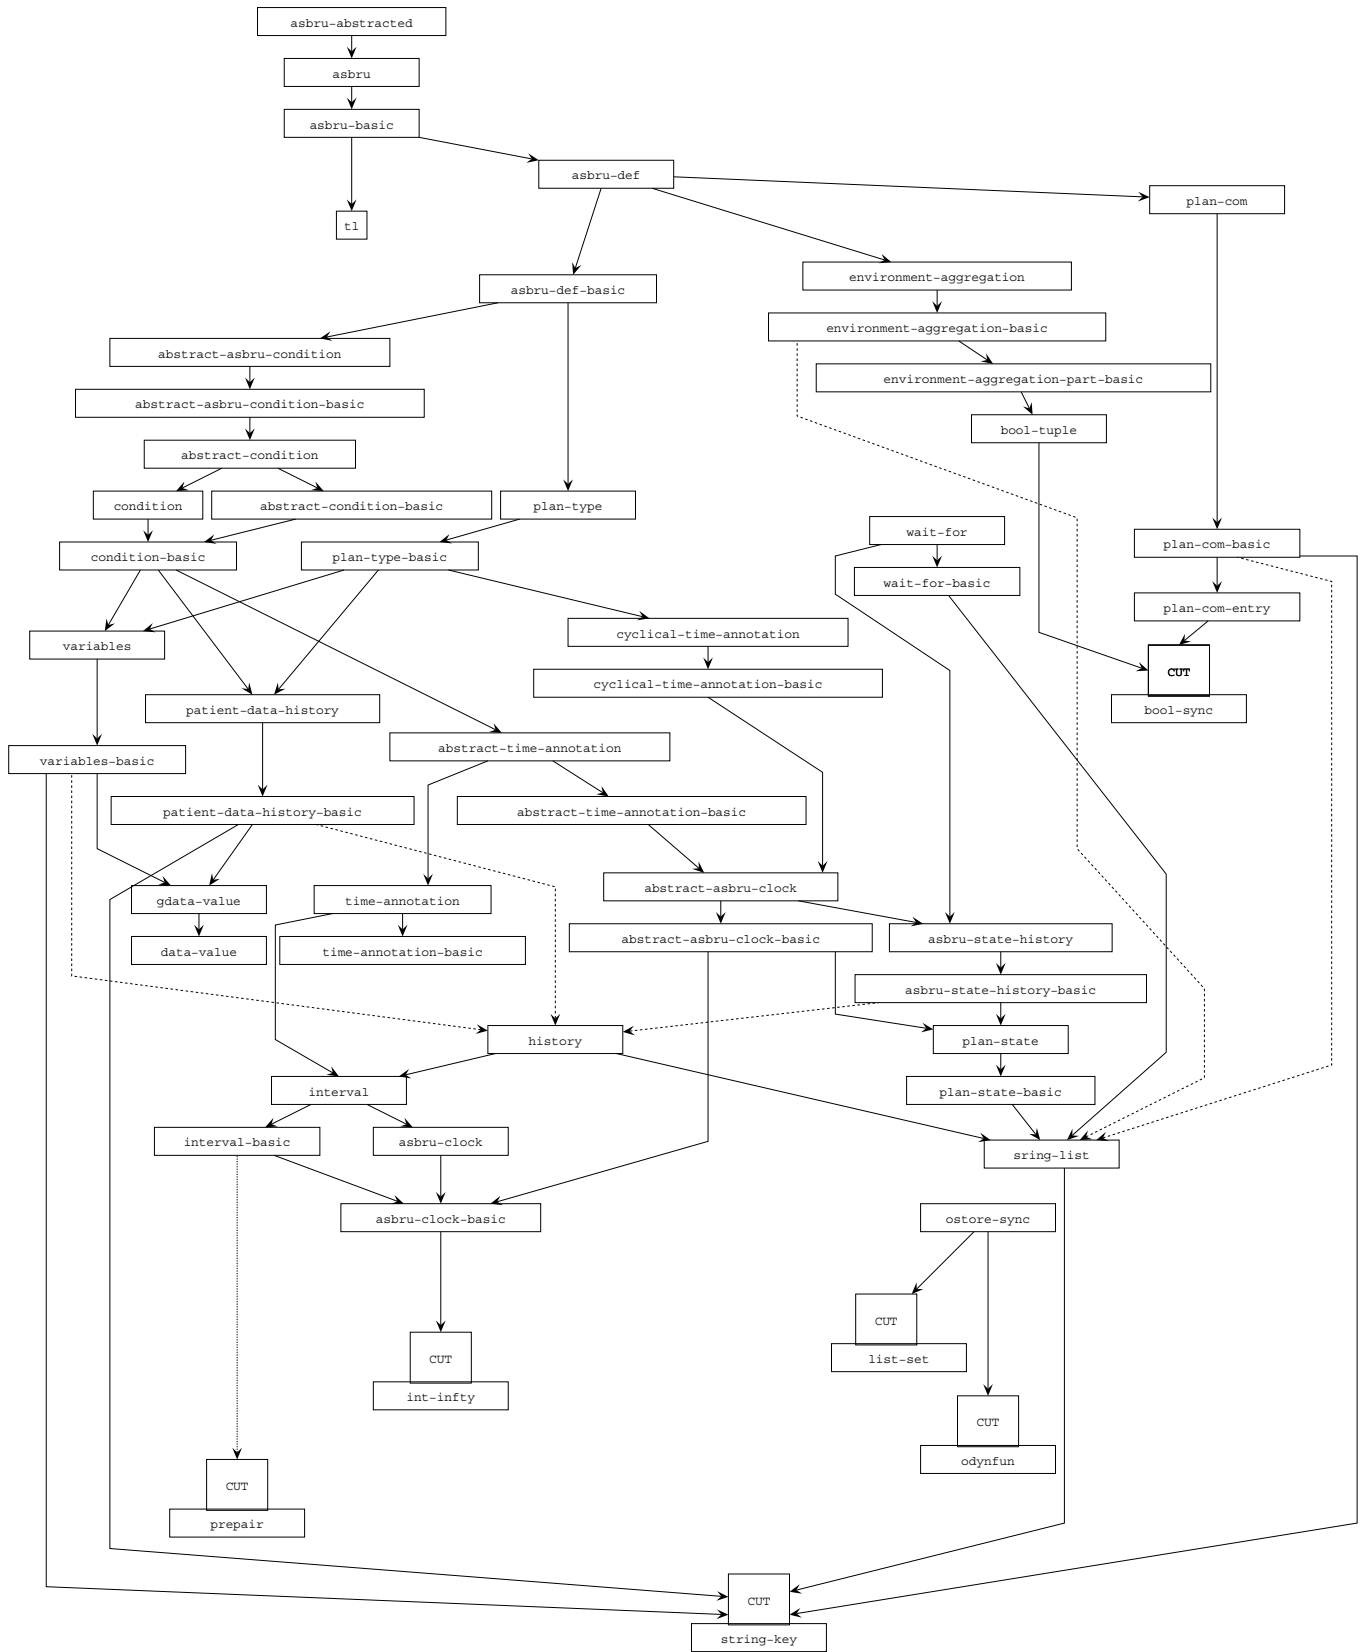 asbru-abstracted
asbru
asbru-basic
asbru-def
plan-com
tl
environment-aggregation
asbru-def-basic
environment-aggregation-basic
abstract-asbru-condition
environment-aggregation-part-basic
abstract-asbru-condition-basic
bool-tuple
abstract-condition
condition
abstract-condition-basic
plan-type
wait-for
plan-com-basic
condition-basic
plan-type-basic
wait-for-basic
plan-com-entry
cyclical-time-annotation
variables
CUT
cyclical-time-annotation-basic
patient-data-history
bool-sync
abstract-time-annotation
variables-basic
patient-data-history-basic
abstract-time-annotation-basic
abstract-asbru-clock
gdata-value
time-annotation
abstract-asbru-clock-basic
asbru-state-history
data-value
time-annotation-basic
asbru-state-history-basic
history
plan-state
interval
plan-state-basic
interval-basic
asbru-clock
sring-list
asbru-clock-basic
ostore-sync
CUT
list-set
CUT
int-infty
CUT
odynfun
CUT
prepair
CUT
string-key